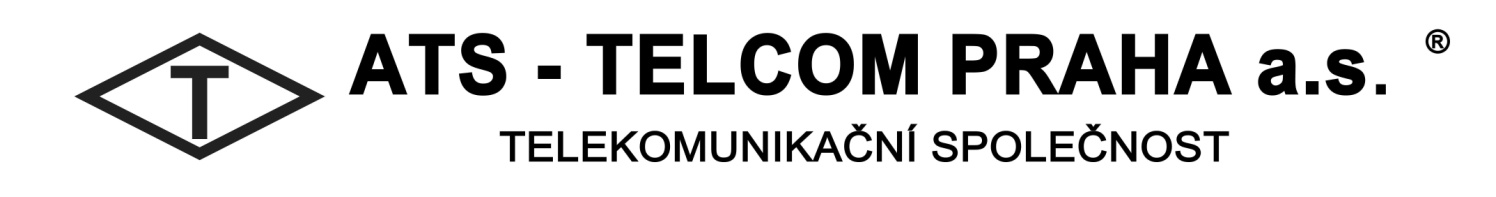 T
ATS - TELCOM PRAHA a.s. ®
TELEKOMUNIKAČNÍ SPOLEČNOST